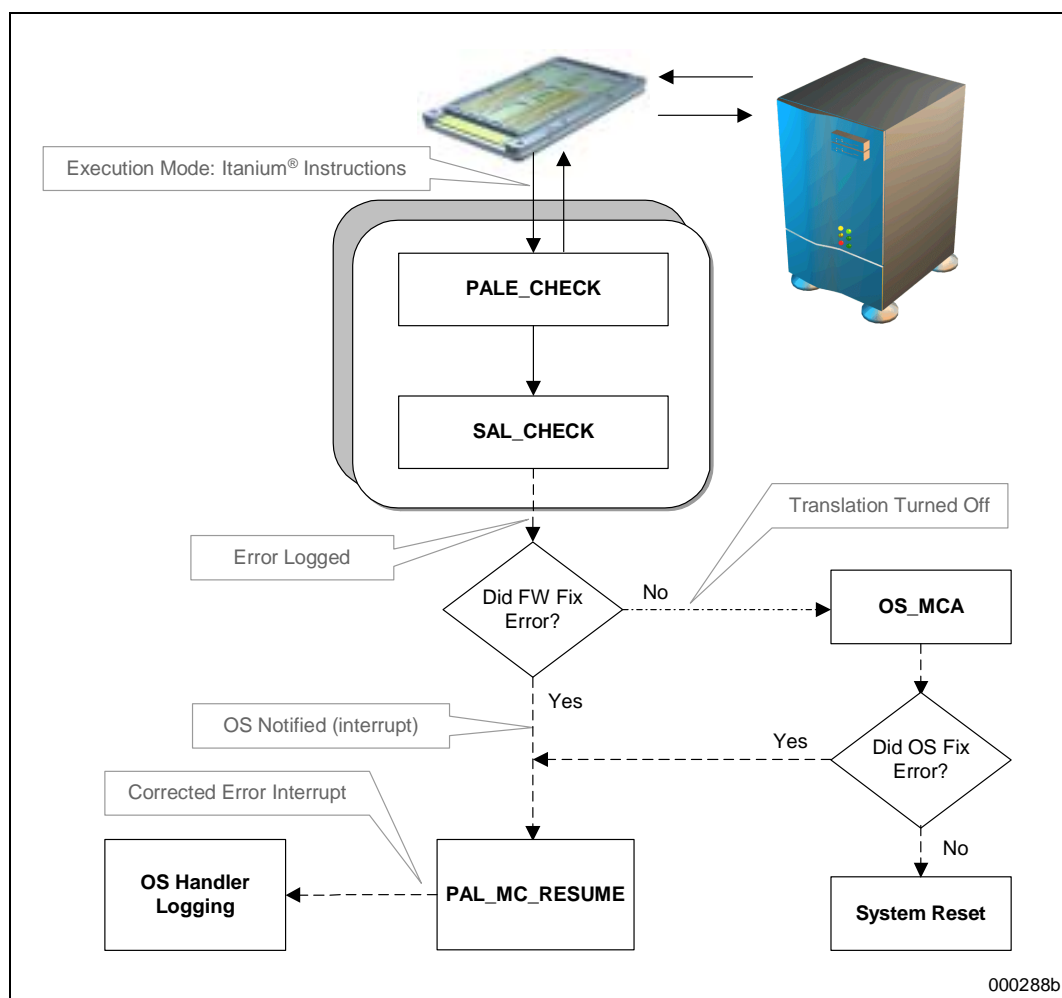 Execution Mode: Itanium® Instructions
PALE_CHECK
SAL_CHECK
Translation Turned Off
Error Logged
Did FW Fix
Error?
No
OS_MCA
Yes
OS Notified (interrupt)
Yes
Did OS Fix
Error?
Corrected Error Interrupt
No
OS Handler
Logging
PAL_MC_RESUME
System Reset
000288b